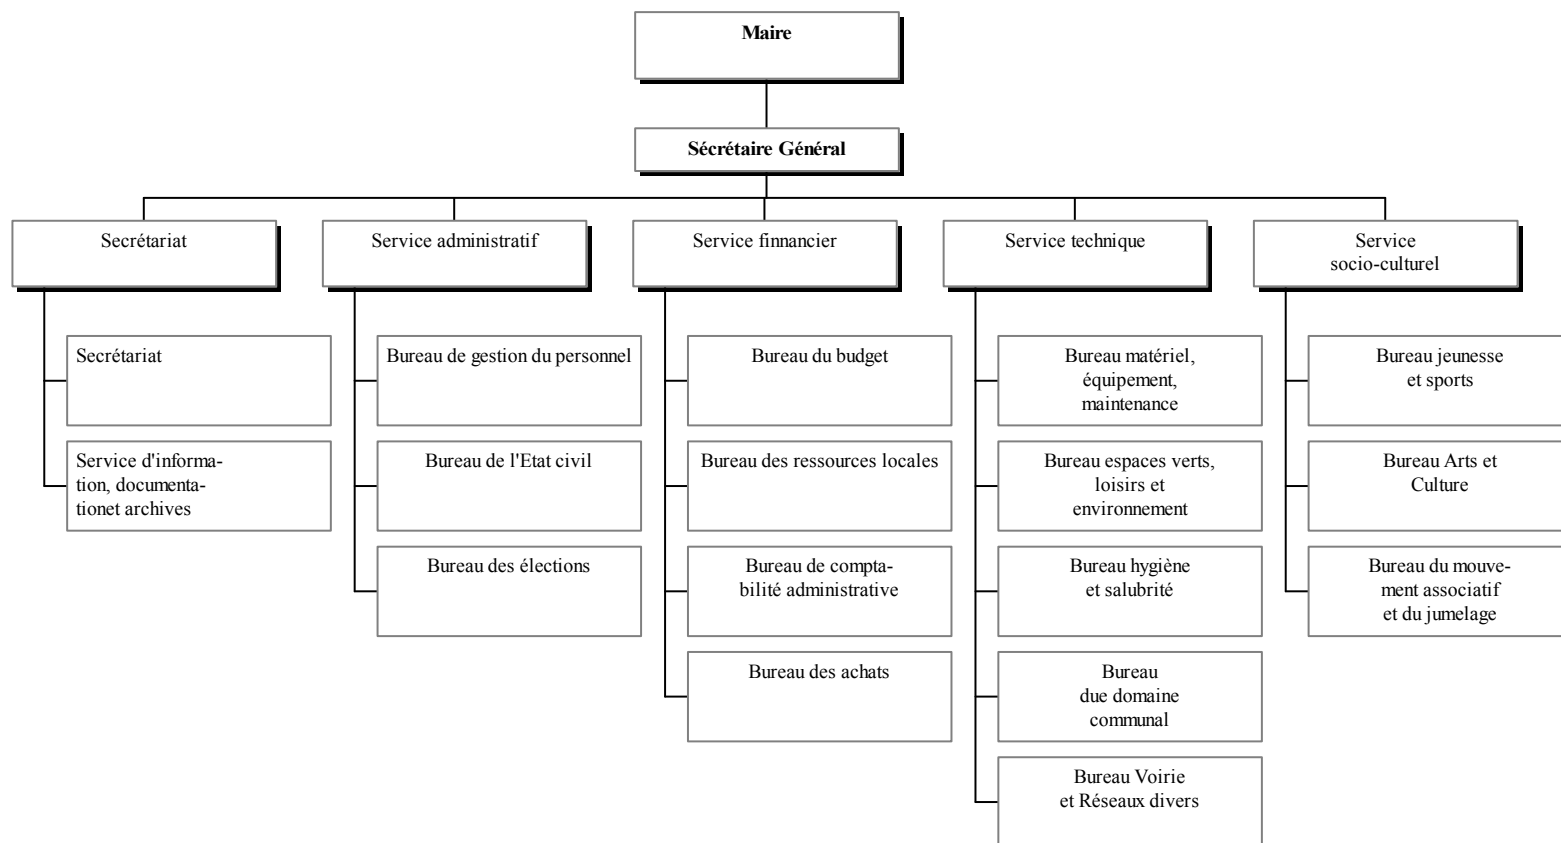 Maire
Sécrétaire Général
Secrétariat
Service administratif
Service finnancier
Service technique
Service
socio-culturel
Secrétariat
Service d'informa-
tion, documenta-
tionet archives
Bureau de gestion du personnel
Bureau de l'Etat civil
Bureau des élections
Bureau du budget
Bureau des ressources locales
Bureau de compta-
bilité administrative
Bureau des achats
Bureau matériel,
équipement,
maintenance
Bureau espaces verts,
loisirs et
environnement
Bureau hygiène
et salubrité
Bureau
due domaine
communal
Bureau Voirie
et Réseaux divers
Bureau jeunesse
et sports
Bureau Arts et
Culture
Bureau du mouve-
ment associatif
et du jumelage